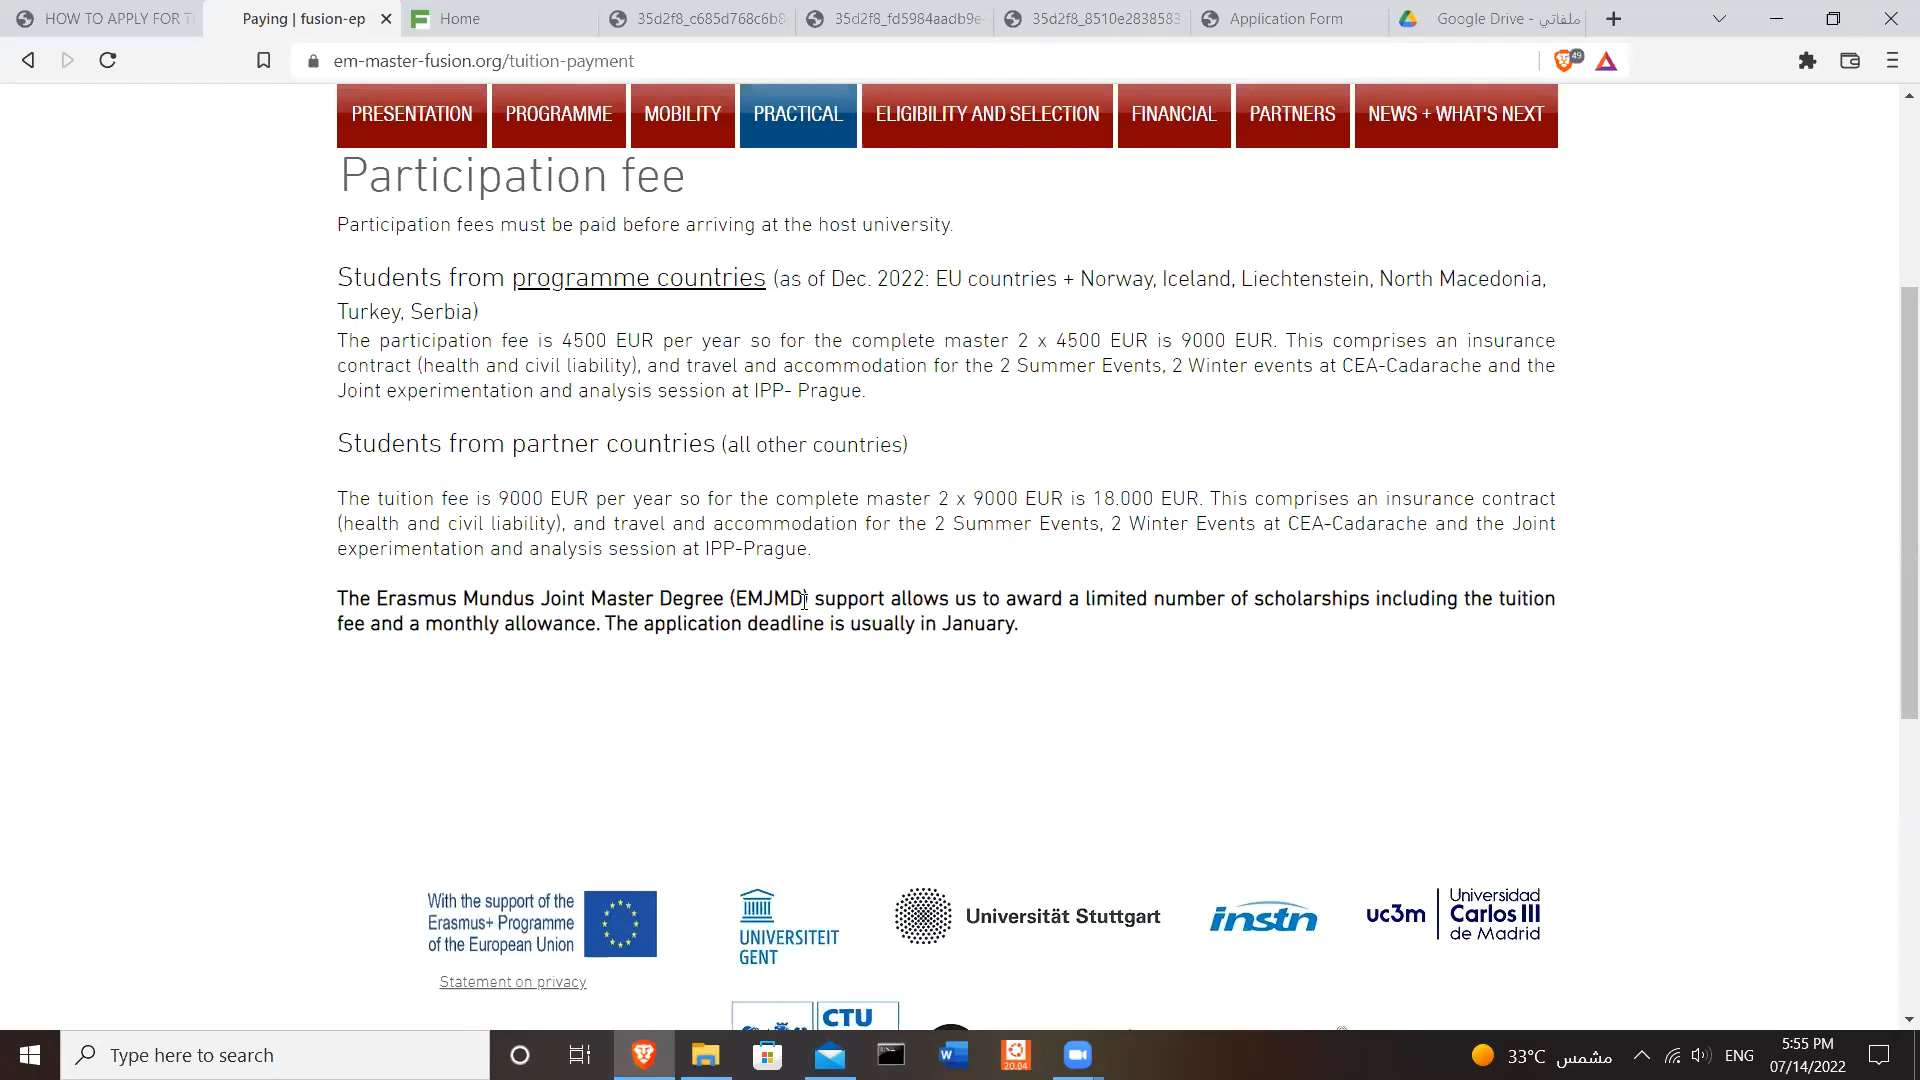 HOW TO APPLY FOR T
Paying | fusion-ep
Home
35d2f8_c685d768c6b8
35d2f8_fd5984aadb9e
35d2f8_8510e2838583
Application Form
ملفاتي - Google Drive
em-master-fusion.org/tuition-payment
49
PRESENTATION
PROGRAMME
MOBILITY
PRACTICAL
ELIGIBILITY AND SELECTION
FINANCIAL
PARTNERS
NEWS + WHAT'S NEXT
Participation fee
Participation fees must be paid before arriving at the host university.
Students from programme countries (as of Dec. 2022: EU countries + Norway, Iceland, Liechtenstein, North Macedonia,
Turkey, Serbia)
The participation fee is 4500 EUR per year so for the complete master 2 x 4500 EUR is 9000 EUR. This comprises an insurance
contract (health and civil liability), and travel and accommodation for the 2 Summer Events, 2 Winter events at CEA-Cadarache and the
Joint experimentation and analysis session at IPP- Prague.
Students from partner countries (all other countries)
The tuition fee is 9000 EUR per year so for the complete master 2 x 9000 EUR is 18.000 EUR. This comprises an insurance contract
(health and civil liability), and travel and accommodation for the 2 Summer Events, 2 Winter Events at CEA-Cadarache and the Joint
experimentation and analysis session at IPP-Prague.
The Erasmus Mundus Joint Master Degree (EMJMD) support allows us to award a limited number of scholarships including the tuition
fee and a monthly allowance. The application deadline is usually in January.
With the support of the
Erasmus+ Programme
of the European Union
Statement on privacy
UNIVERSITEIT
GENT
Universität Stuttgart
instn
uc3m
Universidad
Carlos III
de Madrid
CTU
Type here to search
20.04
33°C مشمس
ENG
5:55 PM
07/14/2022